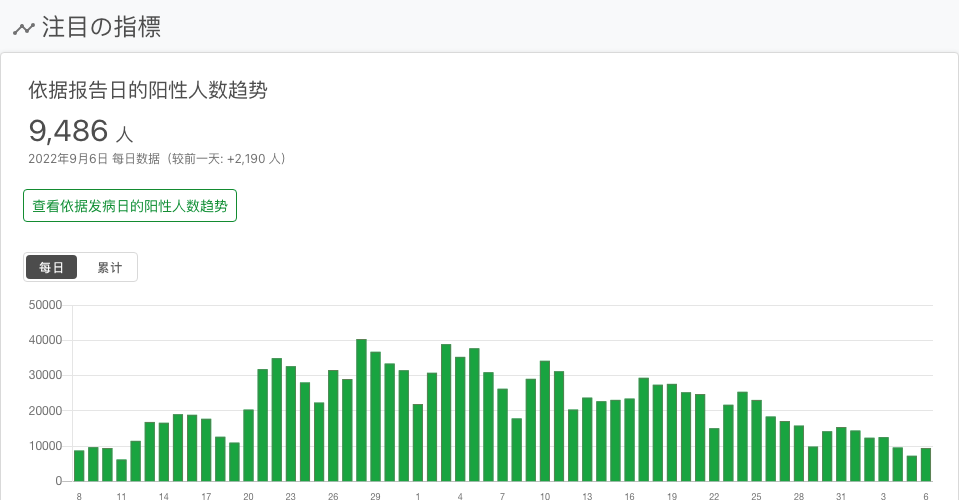 注目の指標
依据报告日的阳性人数趋势
9,486 人
2022年9月6日 每日数据（较前一天: +2,190 人）
查看依据发病日的阳性人数趋势
每日 累计
50000
40000
30000
20000
10000
0
8 11 14 17 20 23 26 29 1 4 7 10 13 16 19 22 25 28 31 3 6